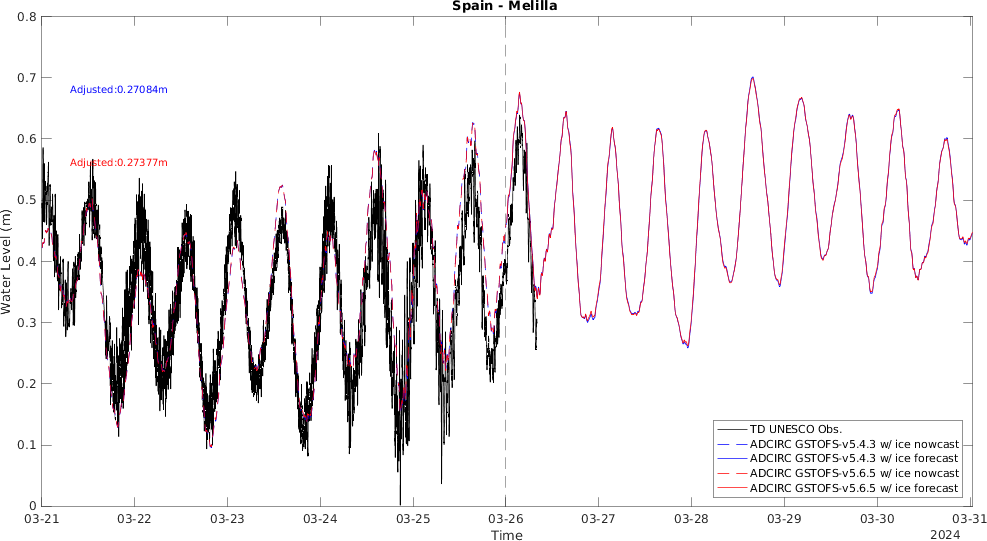 Spain - Melilla
Water Level (m)
0.8
0.7
0.6
0.5
0.4
0.3
0.2
0.1
0
Adjusted:0.27084m
Adjusted:0.27377m
TD UNESCO Obs.
ADCIRC GSTOFS-v5.4.3 w/ ice nowcast
ADCIRC GSTOFS-v5.4.3 w/ ice forecast
ADCIRC GSTOFS-v5.6.5 w/ ice nowcast
ADCIRC GSTOFS-v5.6.5 w/ ice forecast
03-21 03-22 03-23 03-24 03-25 03-26 03-27 03-28 03-29 03-30 03-31
Time
2024